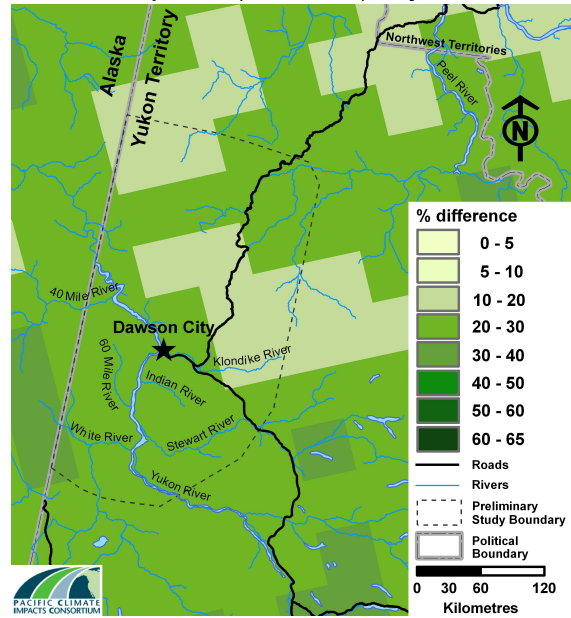 Alaska
Yukon Territory
Northwest Territories
Peel River
N
40 Mile River
Dawson City
60 Mile River
Klondike River
Indian River
White River
Stewart River
Yukon River
% difference
0 - 5
5 - 10
10 - 20
20 - 30
30 - 40
40 - 50
50 - 60
60 - 65
Roads
Rivers
Preliminary
Study Boundary
Political
Boundary
0 30 60 120
Kilometres
PACIFIC CLIMATE
IMPACTS CONSORTIUM